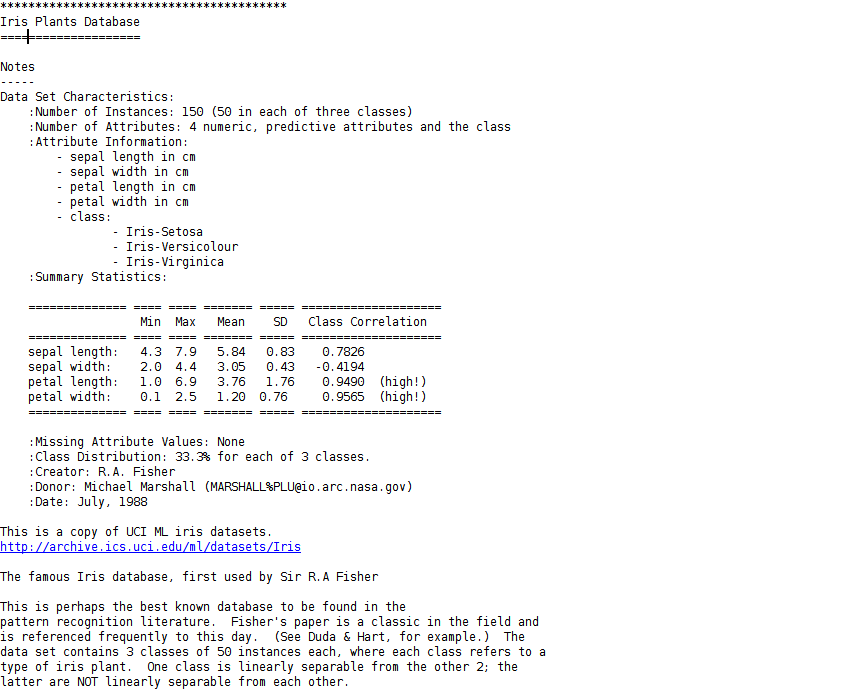 *****************************************
Iris Plants Database
====================
Notes
-----
Data Set Characteristics:
:Number of Instances: 150 (50 in each of three classes)
:Number of Attributes: 4 numeric, predictive attributes and the class
:Attribute Information:
- sepal length in cm
- sepal width in cm
- petal length in cm
- petal width in cm
- class:
- Iris-Setosa
- Iris-Versicolour
- Iris-Virginica
:Summary Statistics:
============== ==== ==== ======= ===== ====================
Min Max Mean SD Class Correlation
============== ==== ==== ======= ===== ====================
sepal length: 4.3 7.9 5.84 0.83 0.7826
sepal width: 2.0 4.4 3.05 0.43 -0.4194
petal length: 1.0 6.9 3.76 1.76 0.9490 (high!)
petal width: 0.1 2.5 1.20 0.76 0.9565 (high!)
============== ==== ==== ======= ===== ====================
:Missing Attribute Values: None
:Class Distribution: 33.3% for each of 3 classes.
:Creator: R.A. Fisher
:Donor: Michael Marshall (MARSHALL%PLU@io.arc.nasa.gov)
:Date: July, 1988
This is a copy of UCI ML iris datasets.
http://archive.ics.uci.edu/ml/datasets/Iris
The famous Iris database, first used by Sir R.A Fisher
This is perhaps the best known database to be found in the
pattern recognition literature. Fisher's paper is a classic in the field and
is referenced frequently to this day. (See Duda & Hart, for example.) The
data set contains 3 classes of 50 instances each, where each class refers to a
type of iris plant. One class is linearly separable from the other 2; the
latter are NOT linearly separable from each other.